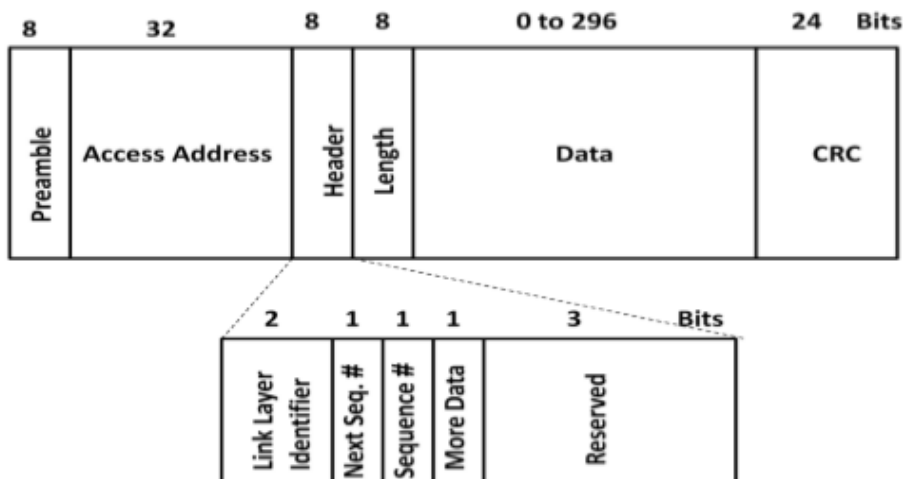 8 32 8 8 0 to 296 24 Bits
Preamble
Access Address
Header
Length
Data
CRC
2 1 1 1 3 Bits
Link Layer
Identifier
Next Seq. #
Sequence #
More Data
Reserved